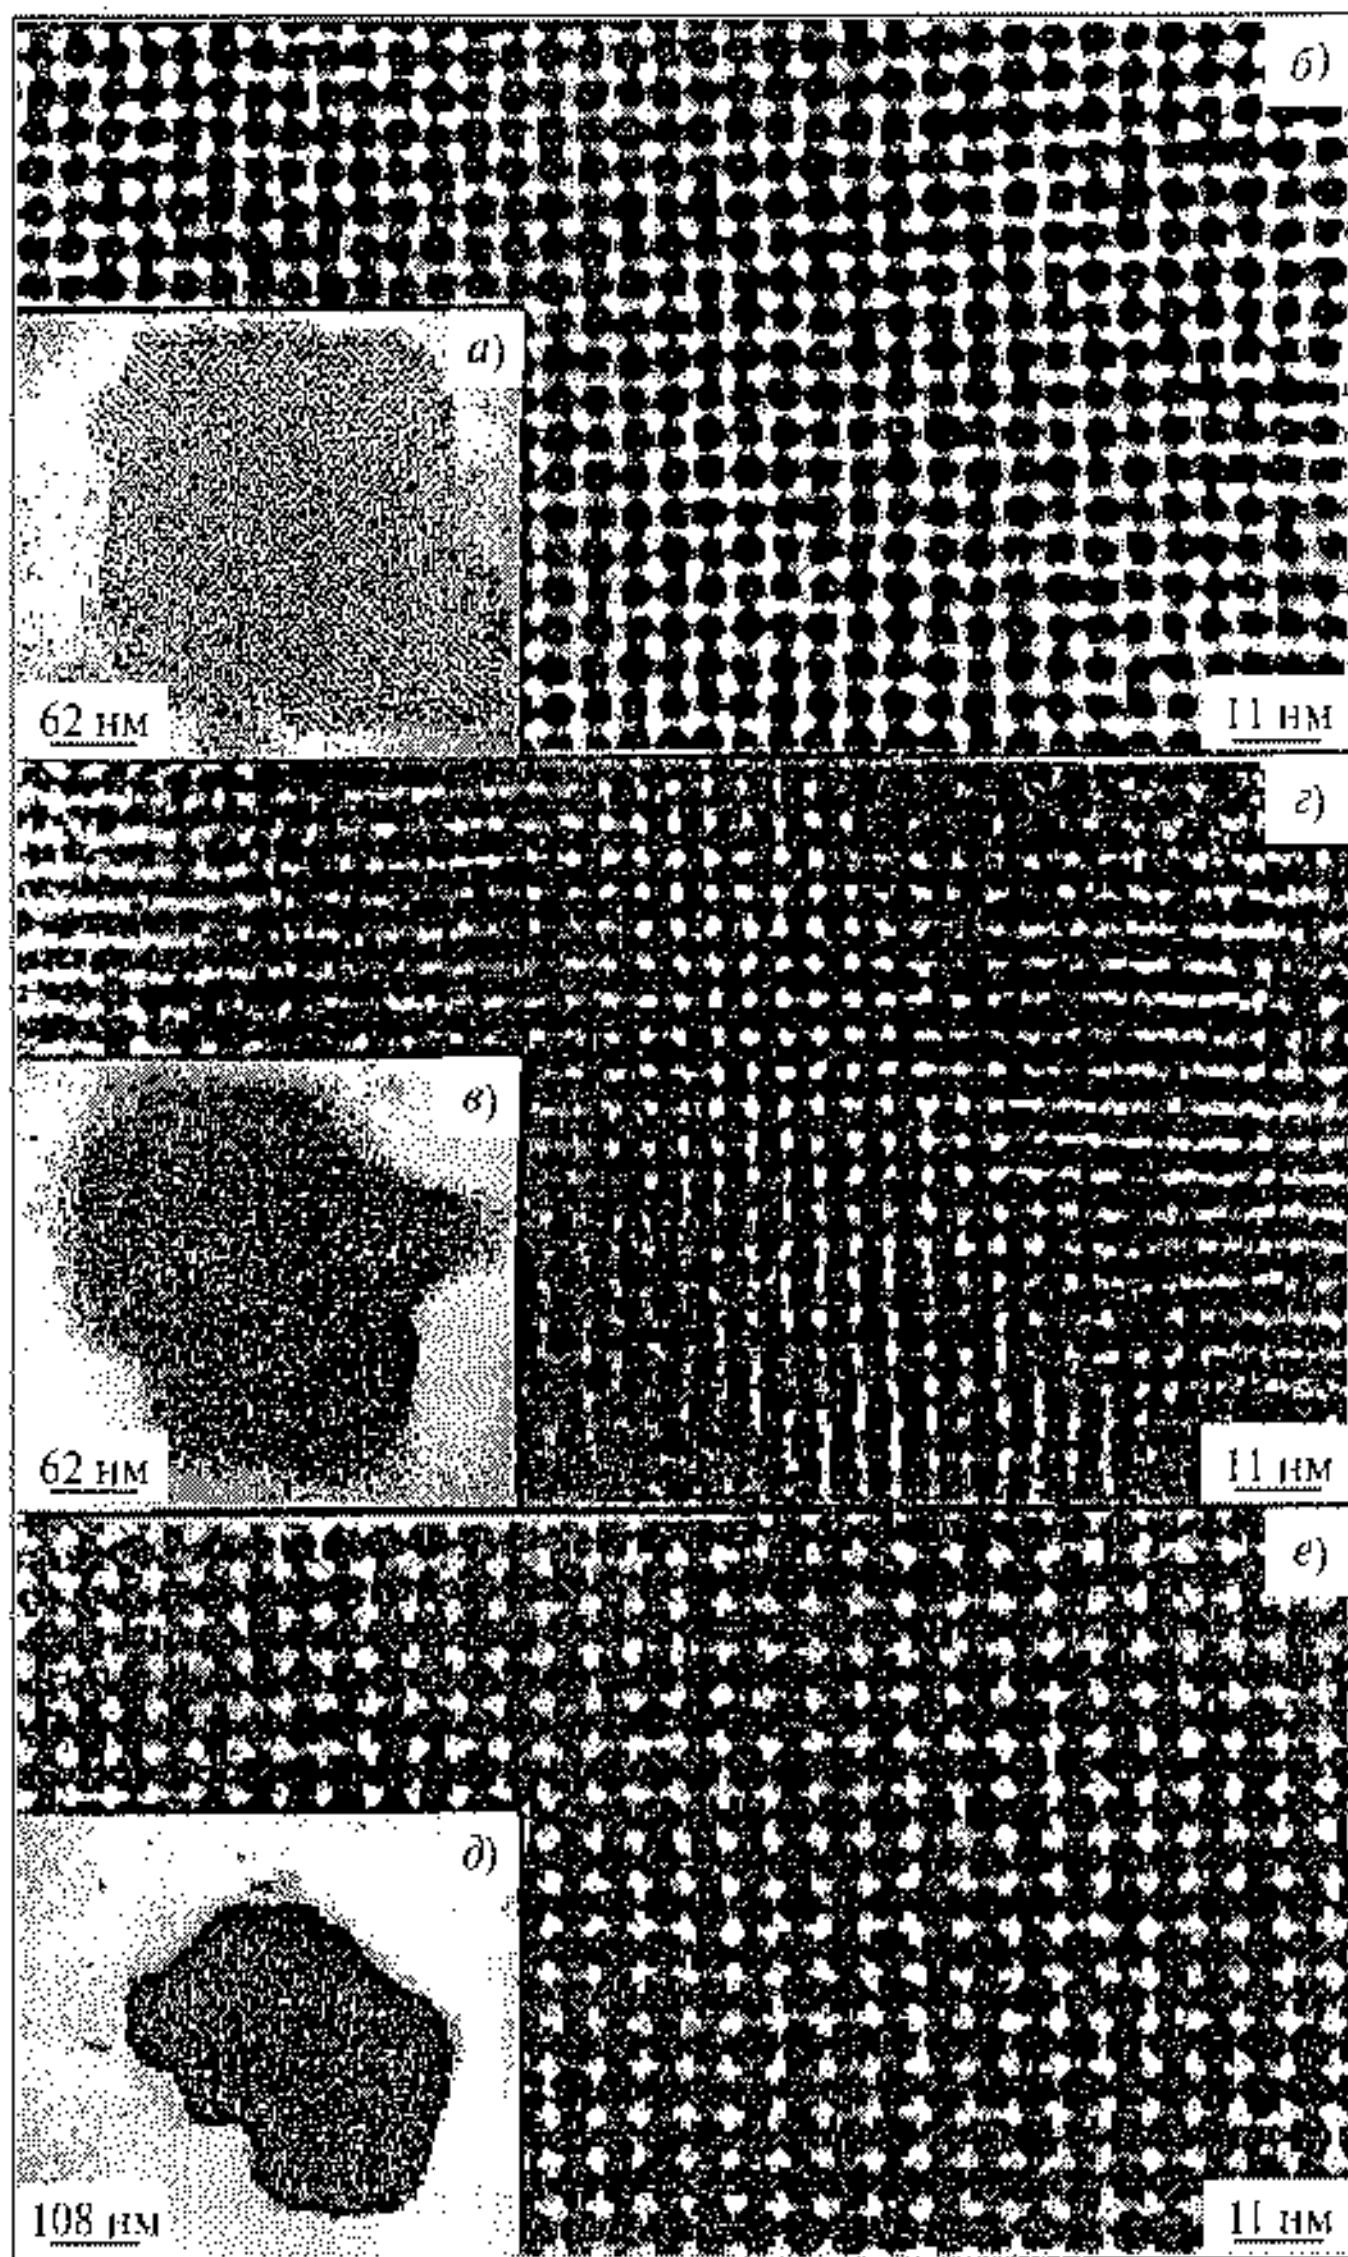 б)
а)
62 нм
11 нм
г)
в)
62 нм
11 нм
е)
д)
108 нм
11 нм